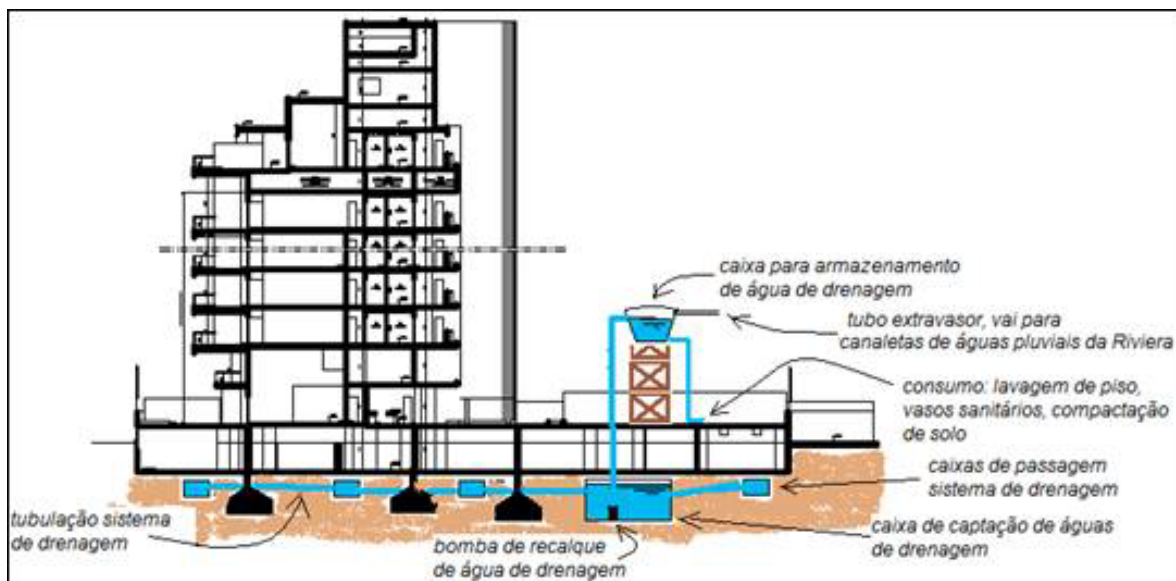 caixa para armazenamento
de água de drenagem
tubo extravasor, vai para
canaletas de águas pluviais da Riviera
consumo: lavagem de piso,
vasos sanitários, compactação
de solo
caixas de passagem
sistema de drenagem
caixa de captação de águas
de drenagem
bomba de recalque
de água de drenagem
tubulação sistema
de drenagem